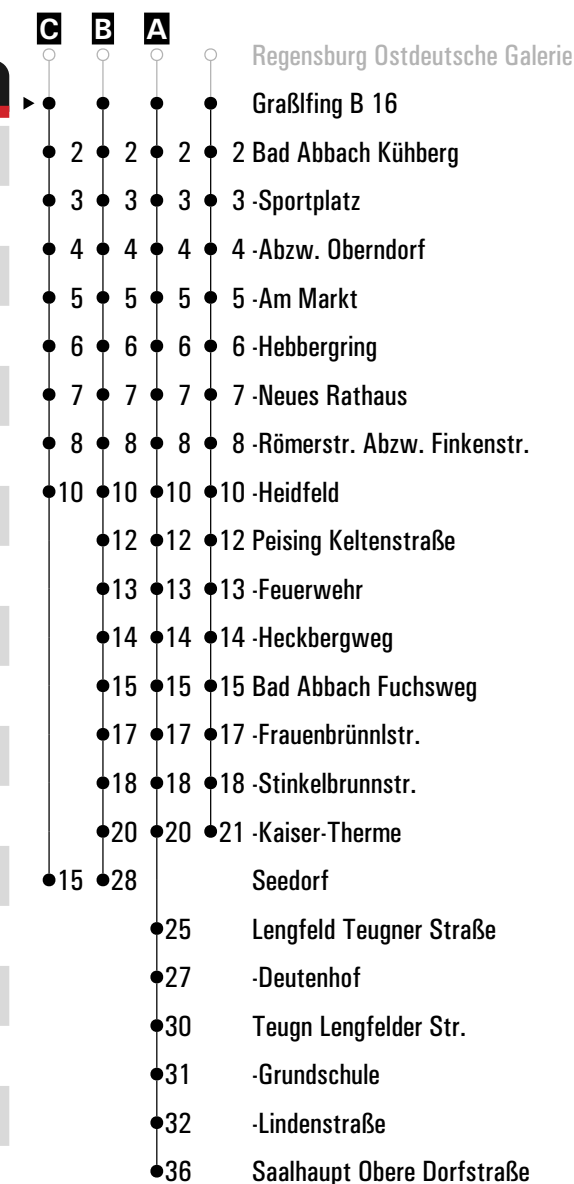 C B A
Regensburg Ostdeutsche Galerie
Graßlfing B 16
2 2 2 2 Bad Abbach Kühberg
3 3 3 3 -Sportplatz
4 4 4 4 -Abzw. Oberndorf
5 5 5 5 -Am Markt
6 6 6 6 -Hebbergring
7 7 7 7 -Neues Rathaus
8 8 8 8 -Römerstr. Abzw. Finkenstr.
10 10 10 10 -Heidfeld
12 12 12 Peising Keltenstraße
13 13 13 -Feuerwehr
14 14 14 -Heckbergweg
15 15 15 Bad Abbach Fuchsweg
17 17 17 -Frauenbrünnlstr.
18 18 18 -Stinkelbrunnstr.
20 20 21 -Kaiser-Therme
15 28 Seedorf
25 Lengfeld Teugner Straße
27 -Deutenhof
30 Teugn Lengfelder Str.
31 -Grundschule
32 -Lindenstraße
36 Saalhaupt Obere Dorfstraße